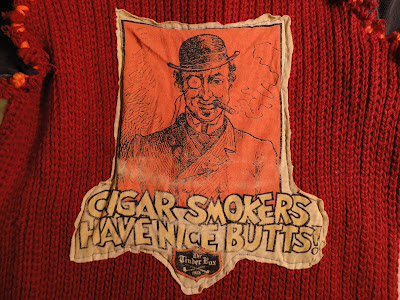 CIGAR SMOKERS
HAVE NICE BUTTS!
The
Tinder Box